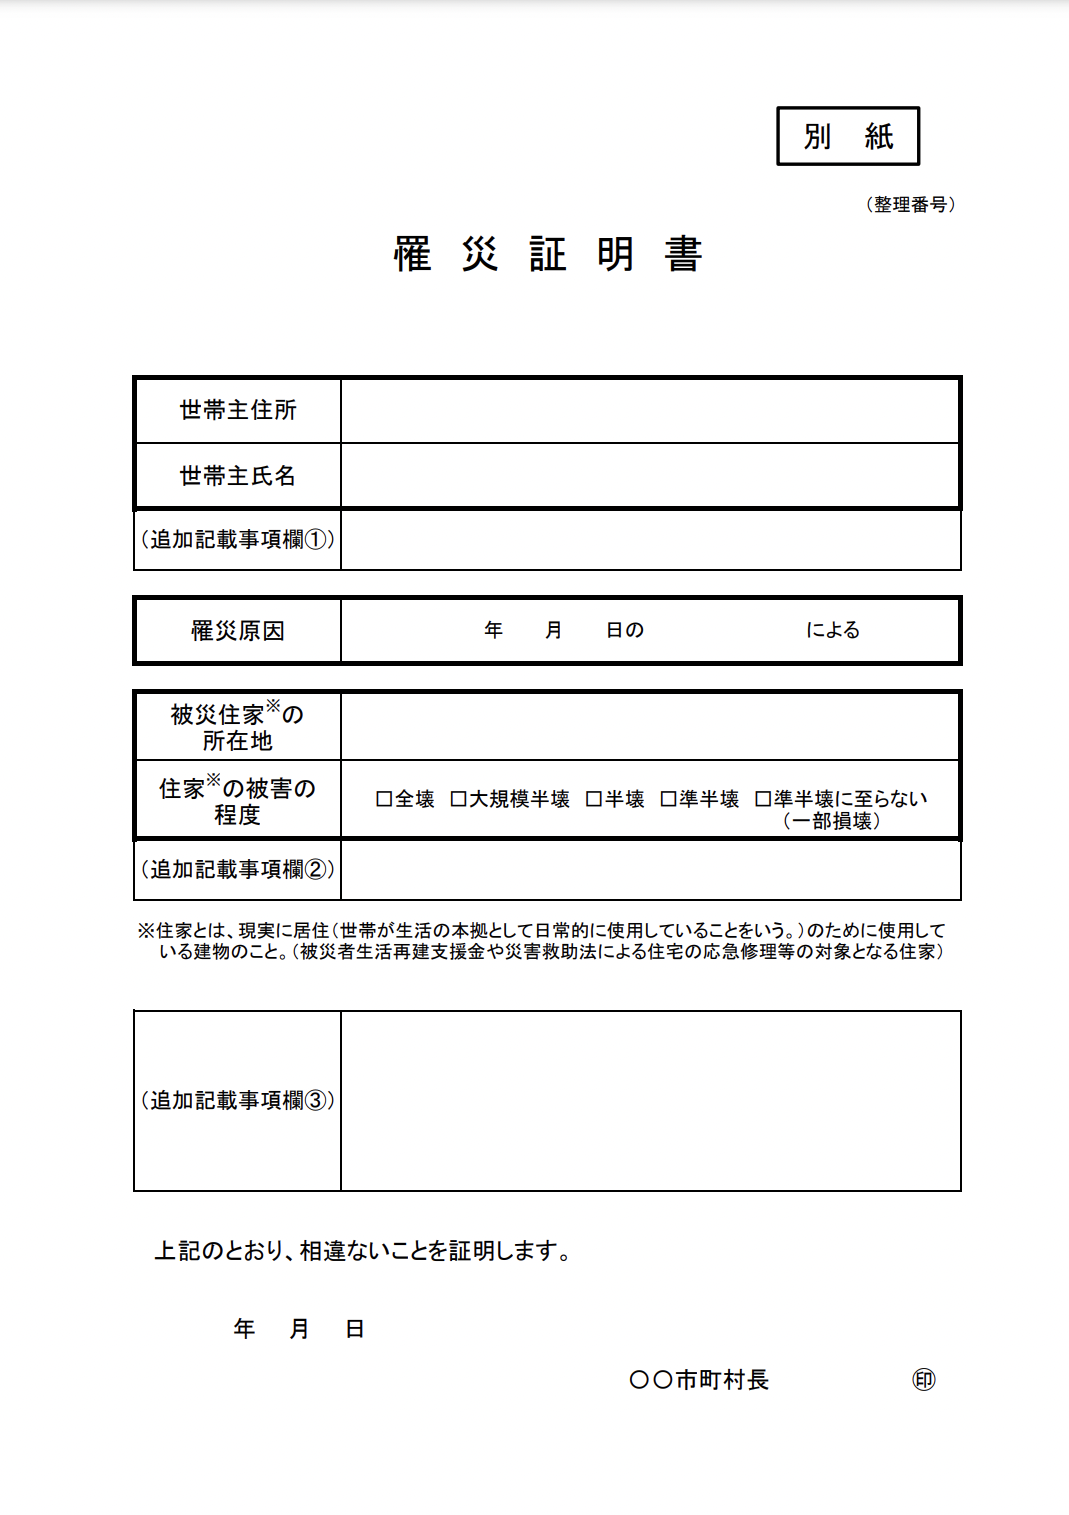 別　紙
（整理番号）
罹 災 証 明 書
世帯主住所
世帯主氏名
（追加記載事項欄①）
罹災原因　年　月　日の　による
被災住家※の
所在地
住家※の被害の
程度
□全壊 □大規模半壊 □半壊 □準半壊 □準半壊に至らない
（一部損壊）
（追加記載事項欄②）
※住家とは、現実に居住（世帯が生活の本拠として日常的に使用していることをいう。）のために使用して
いる建物のこと。（被災者生活再建支援金や災害救助法による住宅の応急修理等の対象となる住家）
（追加記載事項欄③）
上記のとおり、相違ないことを証明します。
年　月　日
〇〇市町村長　㊞